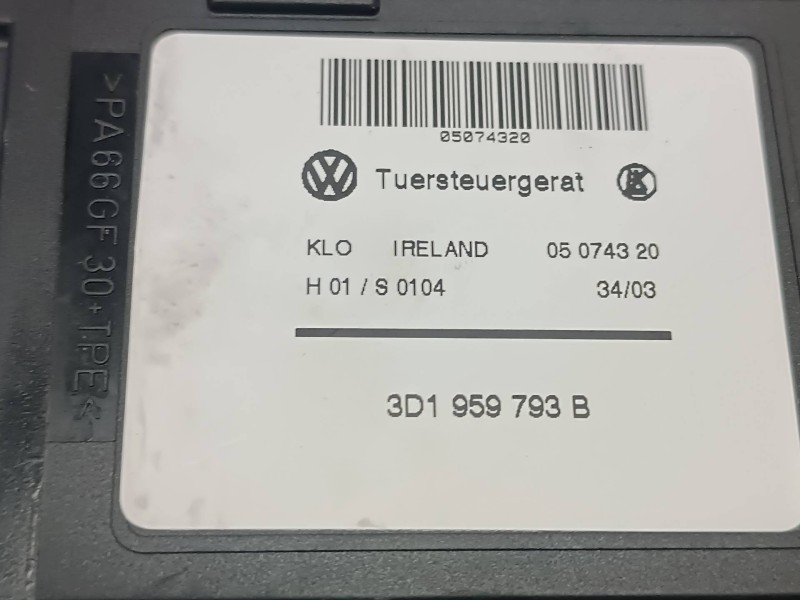 05074320
Tuersteuergerat
KLO IRELAND 05 0743 20
H 01 / S 0104 34/03
3D1 959 793 B
>PA66GF30+TPE<